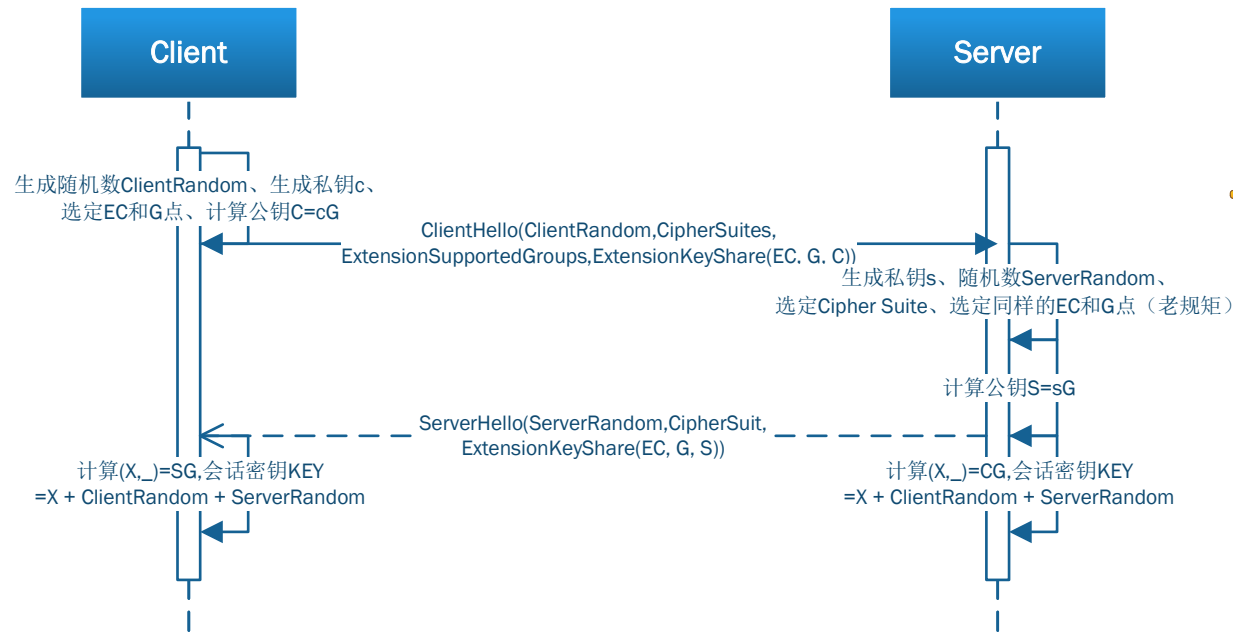 Client
Server
生成随机数ClientRandom、生成私钥c、
选定EC和G点、计算公钥C=cG
ClientHello(ClientRandom,CipherSuites,
ExtensionSupportedGroups,ExtensionKeyShare(EC, G, C))
生成私钥s、随机数ServerRandom、
选定Cipher Suite、选定同样的EC和G点（老规矩）
计算公钥S=sG
ServerHello(ServerRandom,CipherSuit,
ExtensionKeyShare(EC, G, S))
计算(X,_)=SG,会话密钥KEY
=X + ClientRandom + ServerRandom
计算(X,_)=CG,会话密钥KEY
=X + ClientRandom + ServerRandom